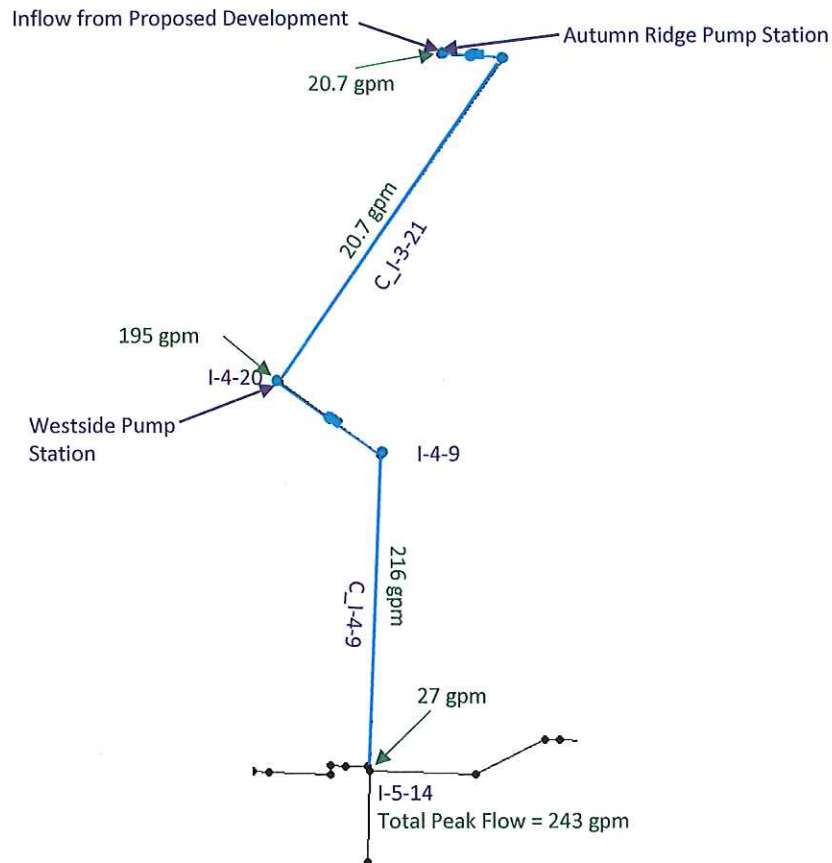 Inflow from Proposed Development
Autumn Ridge Pump Station
20.7 gpm
20.7 gpm
C_I-3-21
195 gpm
I-4-20
Westside Pump
Station
I-4-9
216 gpm
C_I-4-9
27 gpm
I-5-14
Total Peak Flow = 243 gpm